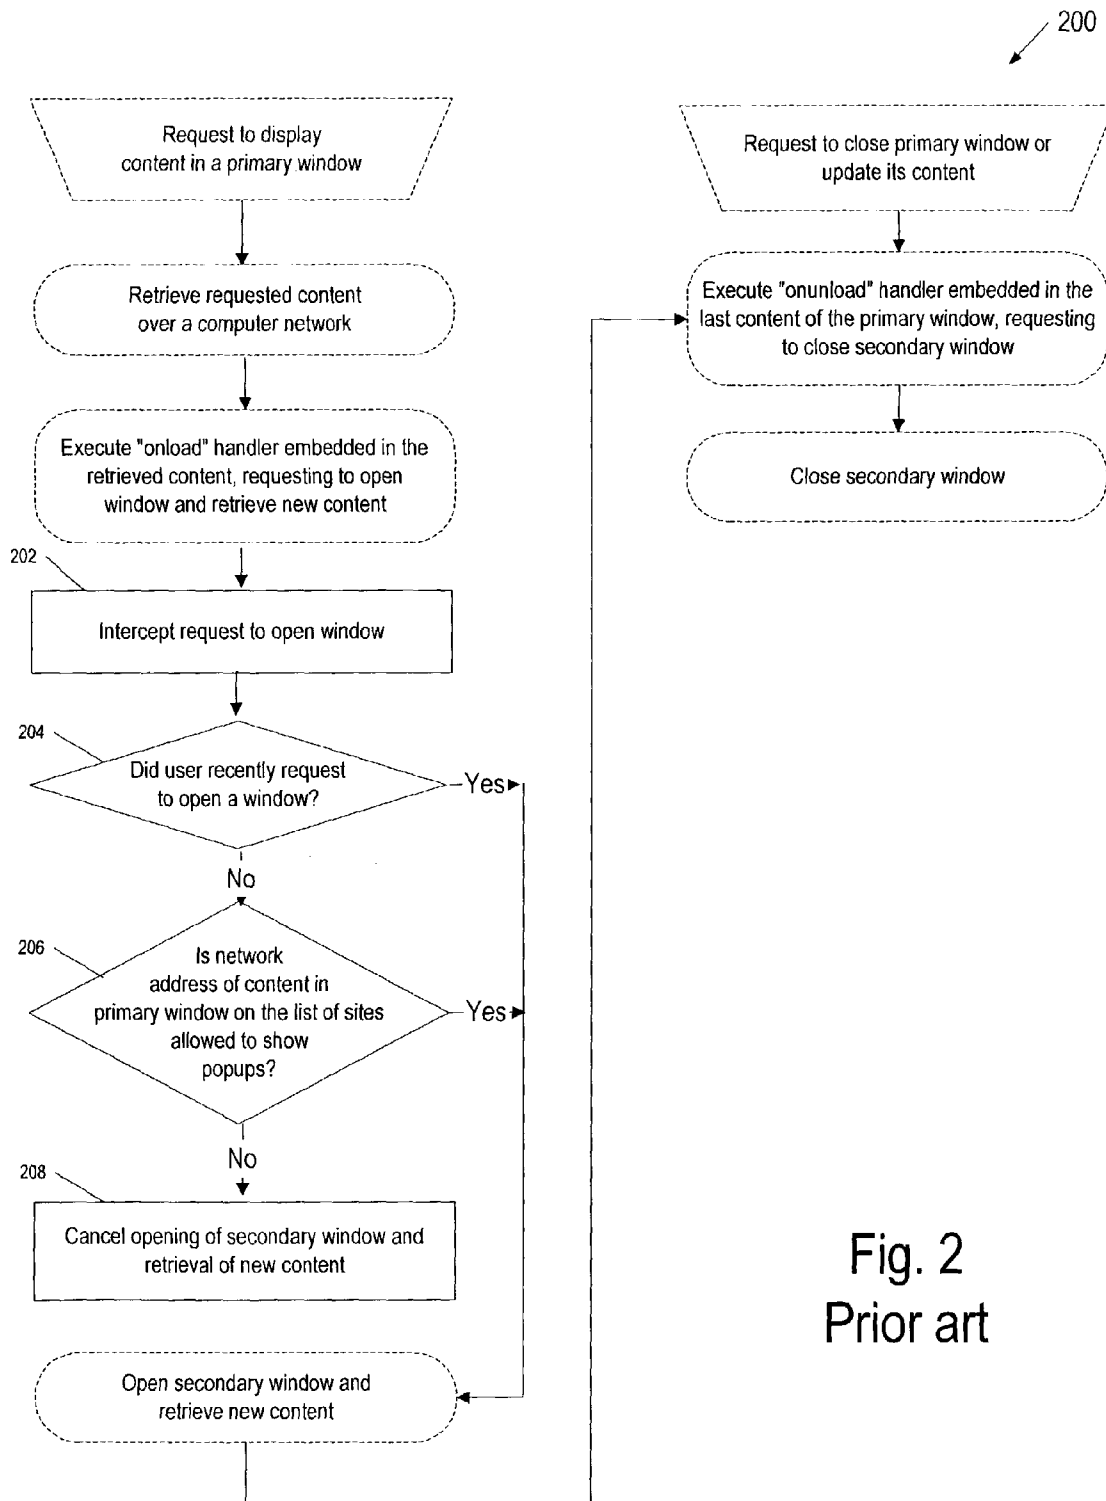 200
Request to display
content in a primary window
Retrieve requested content
over a computer network
Execute "onload" handler embedded in the
retrieved content, requesting to open
window and retrieve new content
202
Intercept request to open window
204
Did user recently request
to open a window?
Yes
No
206
Is network
address of content in
primary window on the list of sites
allowed to show
popups?
Yes
No
208
Cancel opening of secondary window and
retrieval of new content
Open secondary window and
retrieve new content
Request to close primary window or
update its content
Execute "onunload" handler embedded in the
last content of the primary window, requesting
to close secondary window
Close secondary window
Fig. 2
Prior art